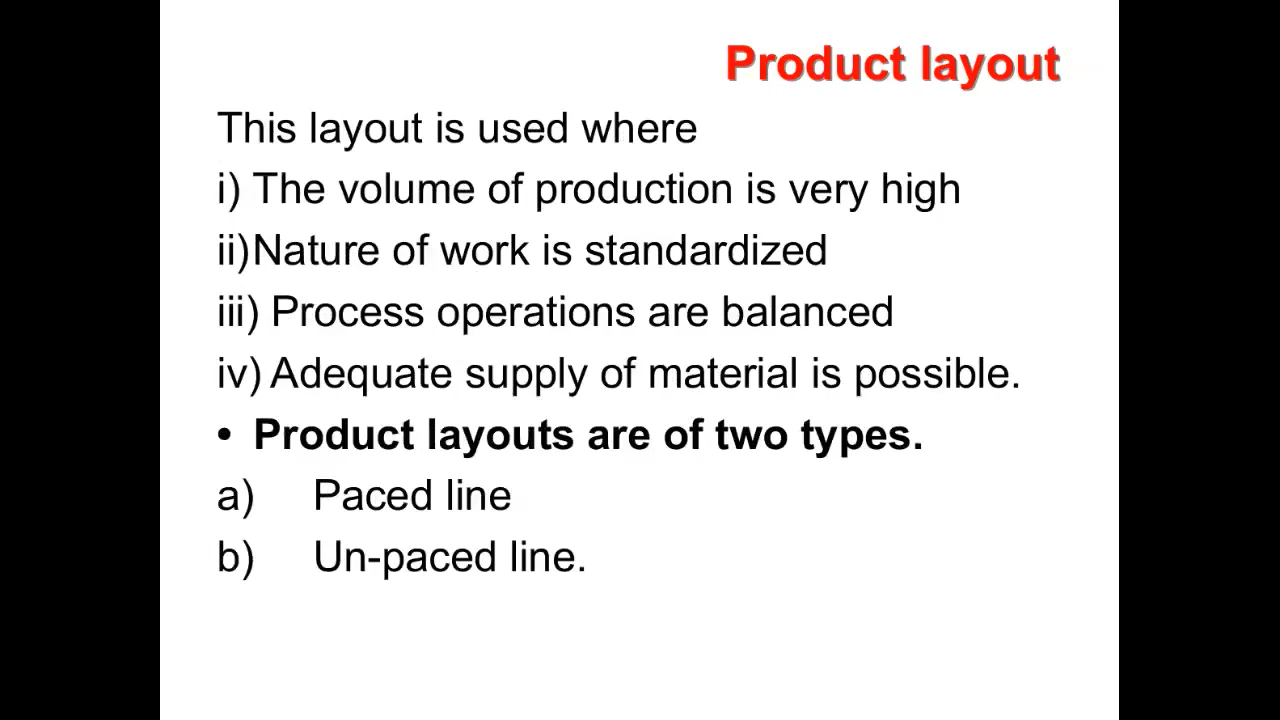 Product layout
This layout is used where
i) The volume of production is very high
ii)Nature of work is standardized
iii) Process operations are balanced
iv) Adequate supply of material is possible.
• Product layouts are of two types.
a) Paced line
b) Un-paced line.